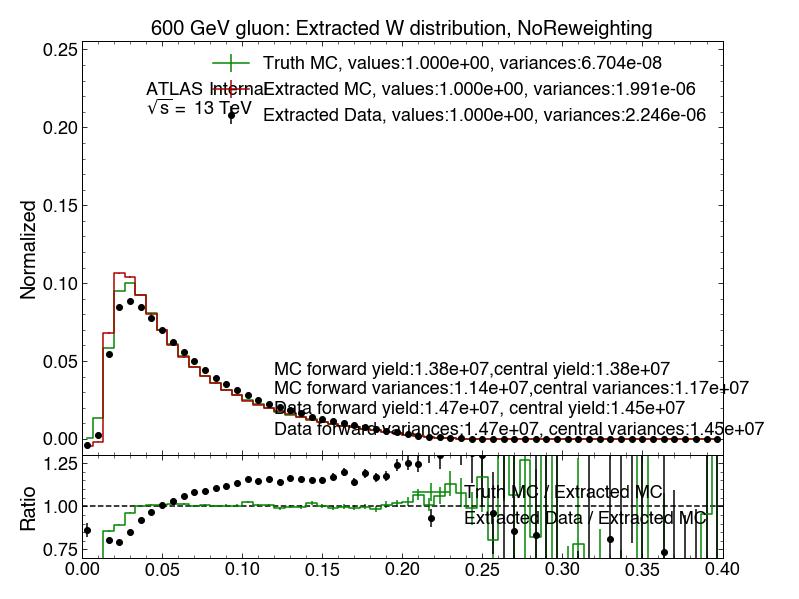 600 GeV gluon: Extracted W distribution, NoReweighting
0.25
Truth MC, values:1.000e+00, variances:6.704e-08
ATLAS Internal
Extracted MC, values:1.000e+00, variances:1.991e-06
√s = 13 TeV
Extracted Data, values:1.000e+00, variances:2.246e-06
0.20
0.15
Normalized
0.10
0.05
MC forward yield:1.38e+07,central yield:1.38e+07
MC forward variances:1.14e+07,central variances:1.17e+07
Data forward yield:1.47e+07, central yield:1.45e+07
Data forward variances:1.47e+07, central variances:1.45e+07
0.00
1.25
Truth MC / Extracted MC
Ratio
1.00
Extracted Data / Extracted MC
0.75
0.00 0.05 0.10 0.15 0.20 0.25 0.30 0.35 0.40